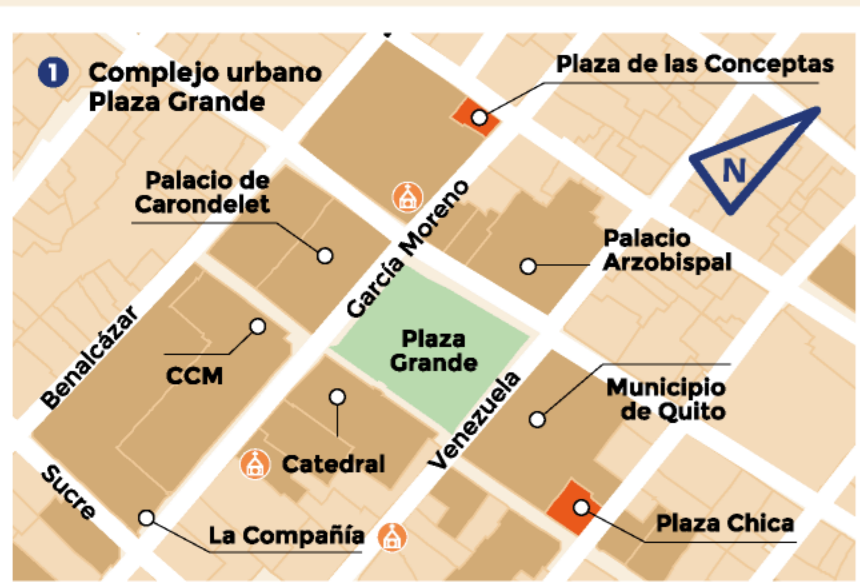 1 Complejo urbano
Plaza Grande
Plaza de las Conceptas
N
Palacio de
Carondelet
García Moreno
Palacio
Arzobispal
Benalcázar
CCM
Plaza
Grande
Municipio
de Quito
Venezuela
Catedral
Sucre
La Compañía
Plaza Chica